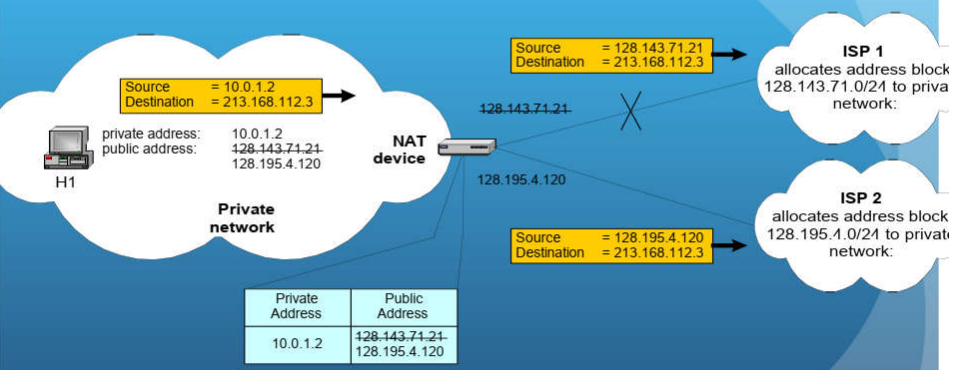 Source = 128.143.71.21
Destination = 213.168.112.3
ISP 1
allocates address block
128.143.71.0/24 to priva
network:
Source = 10.0.1.2
Destination = 213.168.112.3
128.143.71.21
private address: 10.0.1.2
public address: 128.143.71.21
128.195.4.120
H1
NAT
device
128.195.4.120
Private
network
ISP 2
allocates address block
128.195.4.0/24 to privat
network:
Source = 128.195.4.120
Destination = 213.168.112.3
Private
Address
Public
Address
10.0.1.2
128.143.71.21
128.195.4.120